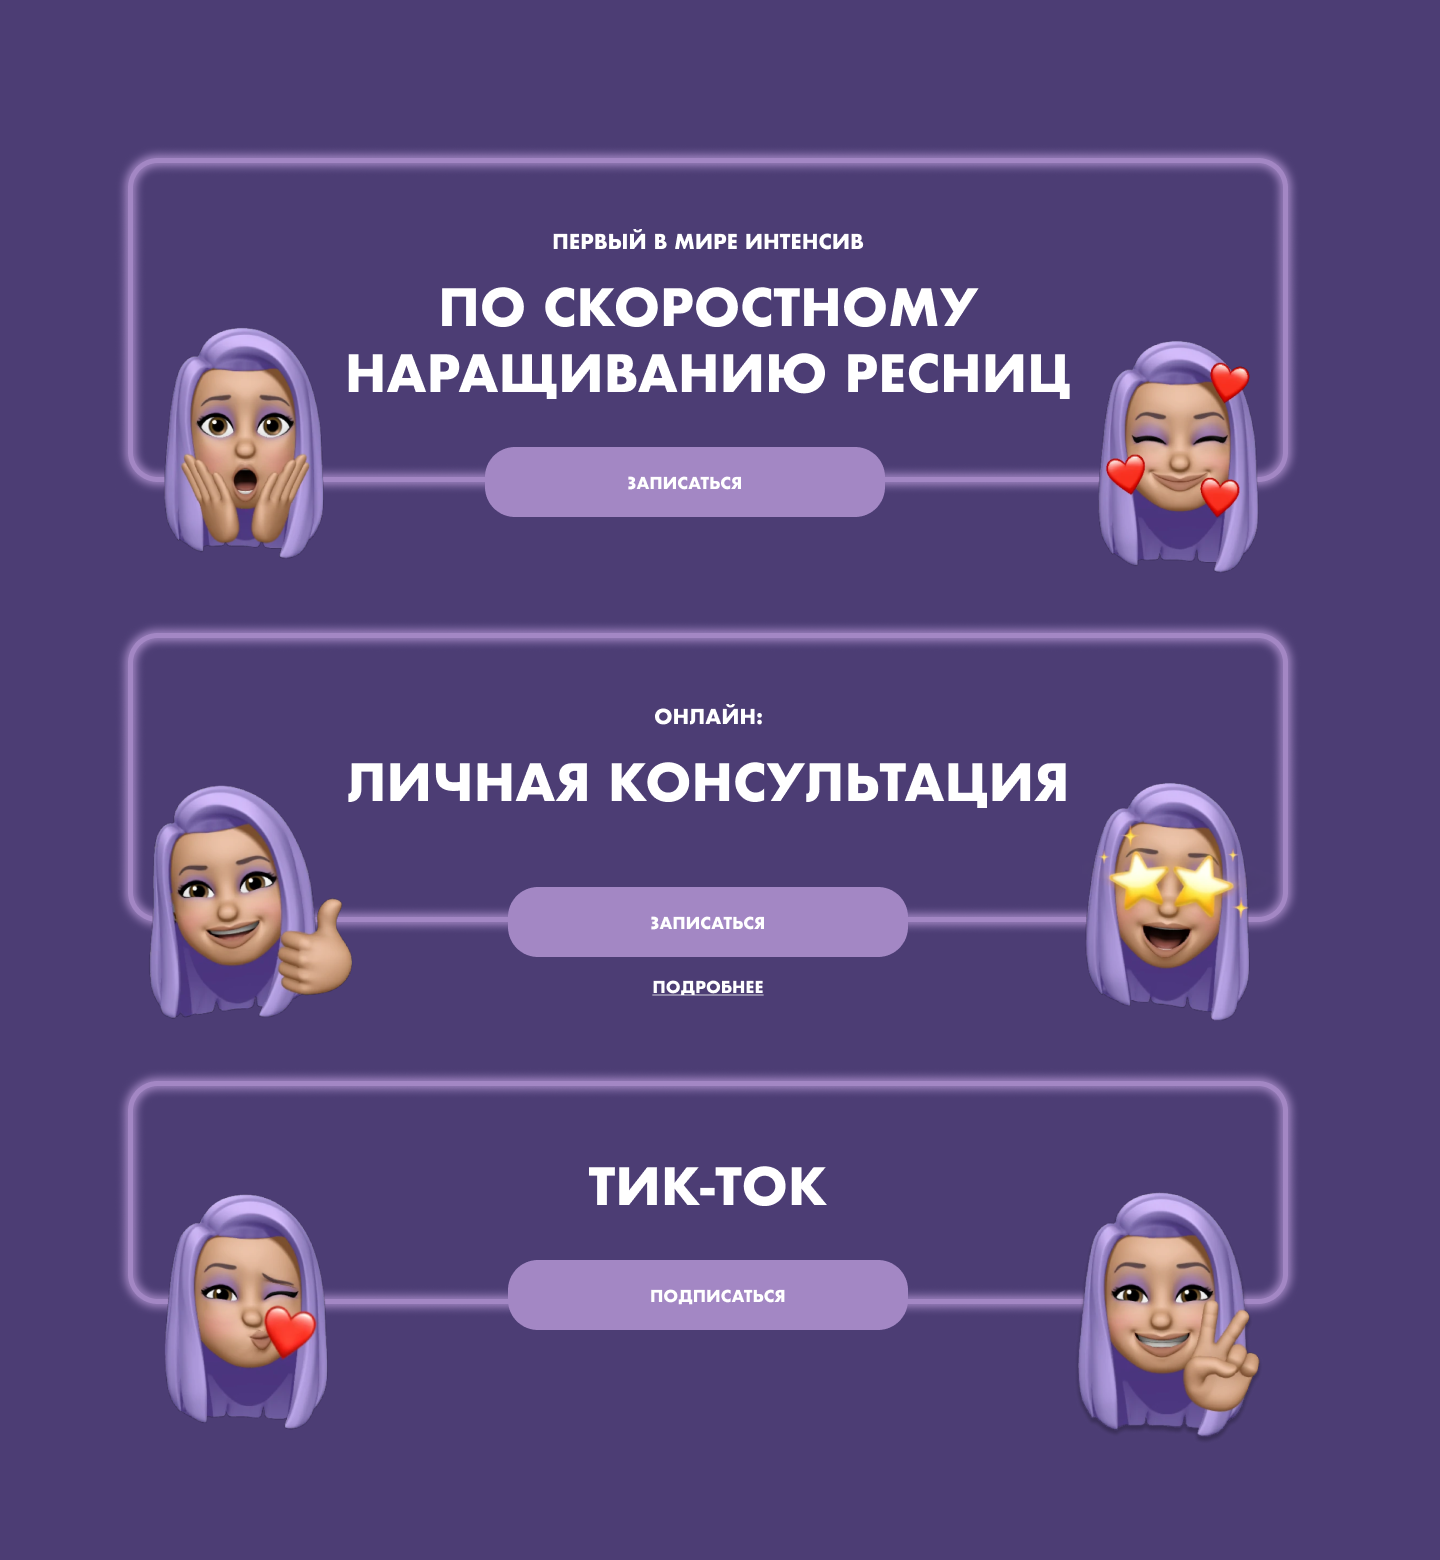 ПЕРВЫЙ В МИРЕ ИНТЕНСИВ
ПО СКОРОСТНОМУ
НАРАЩИВАНИЮ РЕСНИЦ
ЗАПИСАТЬСЯ
ОНЛАЙН:
ЛИЧНАЯ КОНСУЛЬТАЦИЯ
ЗАПИСАТЬСЯ
ПОДРОБНЕЕ
ТИК-ТОК
ПОДПИСАТЬСЯ